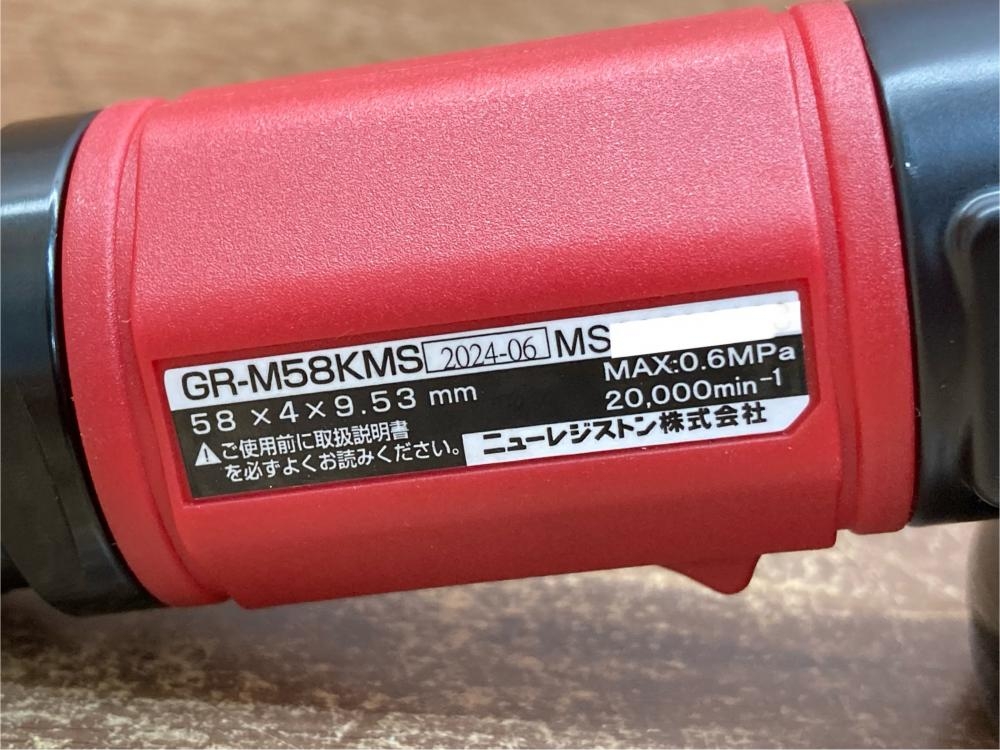 GR-M58KMS 2024-06 MS
58×4×9.53 mm
MAX:0.6MPa
20,000min-1
⚠ご使用前に取扱説明書
を必ずよくお読みください。
ニューレジストン株式会社